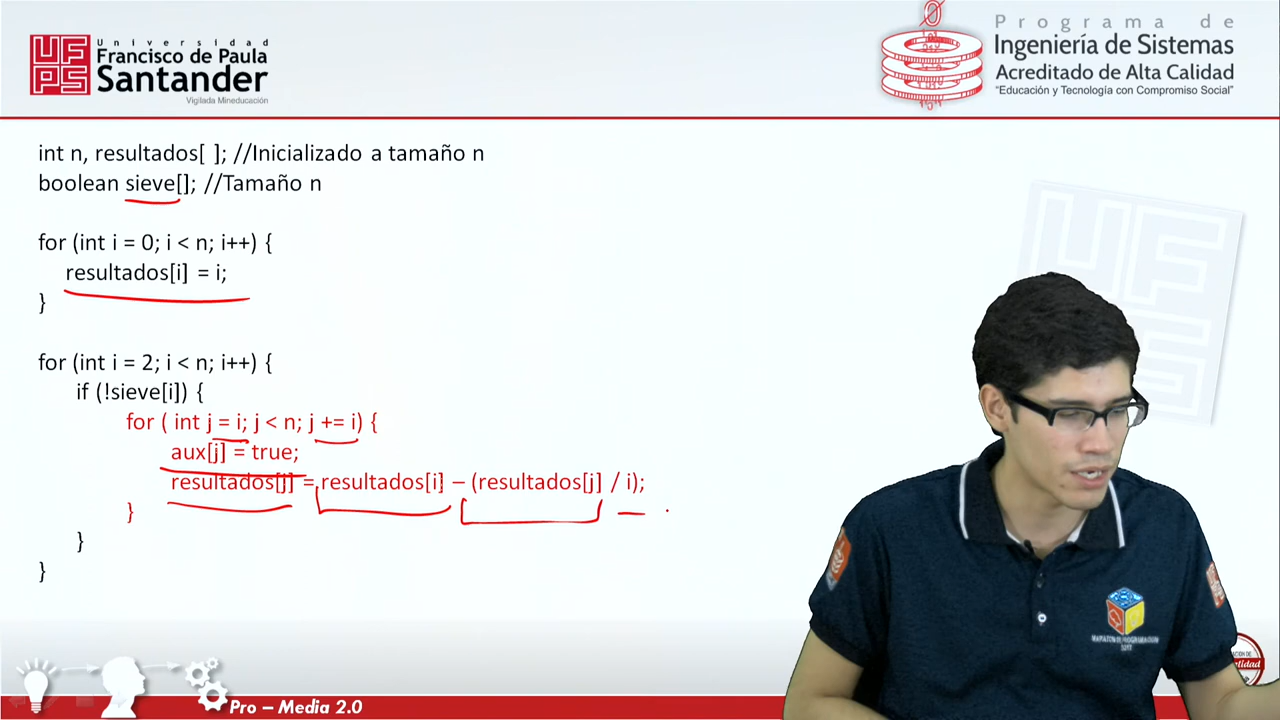 Universidad
Francisco de Paula
Santander
Vigilada Mineducación
UFPS
Programa de
Ingeniería de Sistemas
Acreditado de Alta Calidad
"Educación y Tecnología con Compromiso Social"
int n, resultados[ ]; //Inicializado a tamaño n
boolean sieve[]; //Tamaño n
for (int i = 0; i < n; i++) {
resultados[i] = i;
}
for (int i = 2; i < n; i++) {
if (!sieve[i]) {
for ( int j = i; j < n; j += i) {
aux[j] = true;
resultados[j] = resultados[i] – (resultados[j] / i);
}
}
}
Pro – Media 2.0